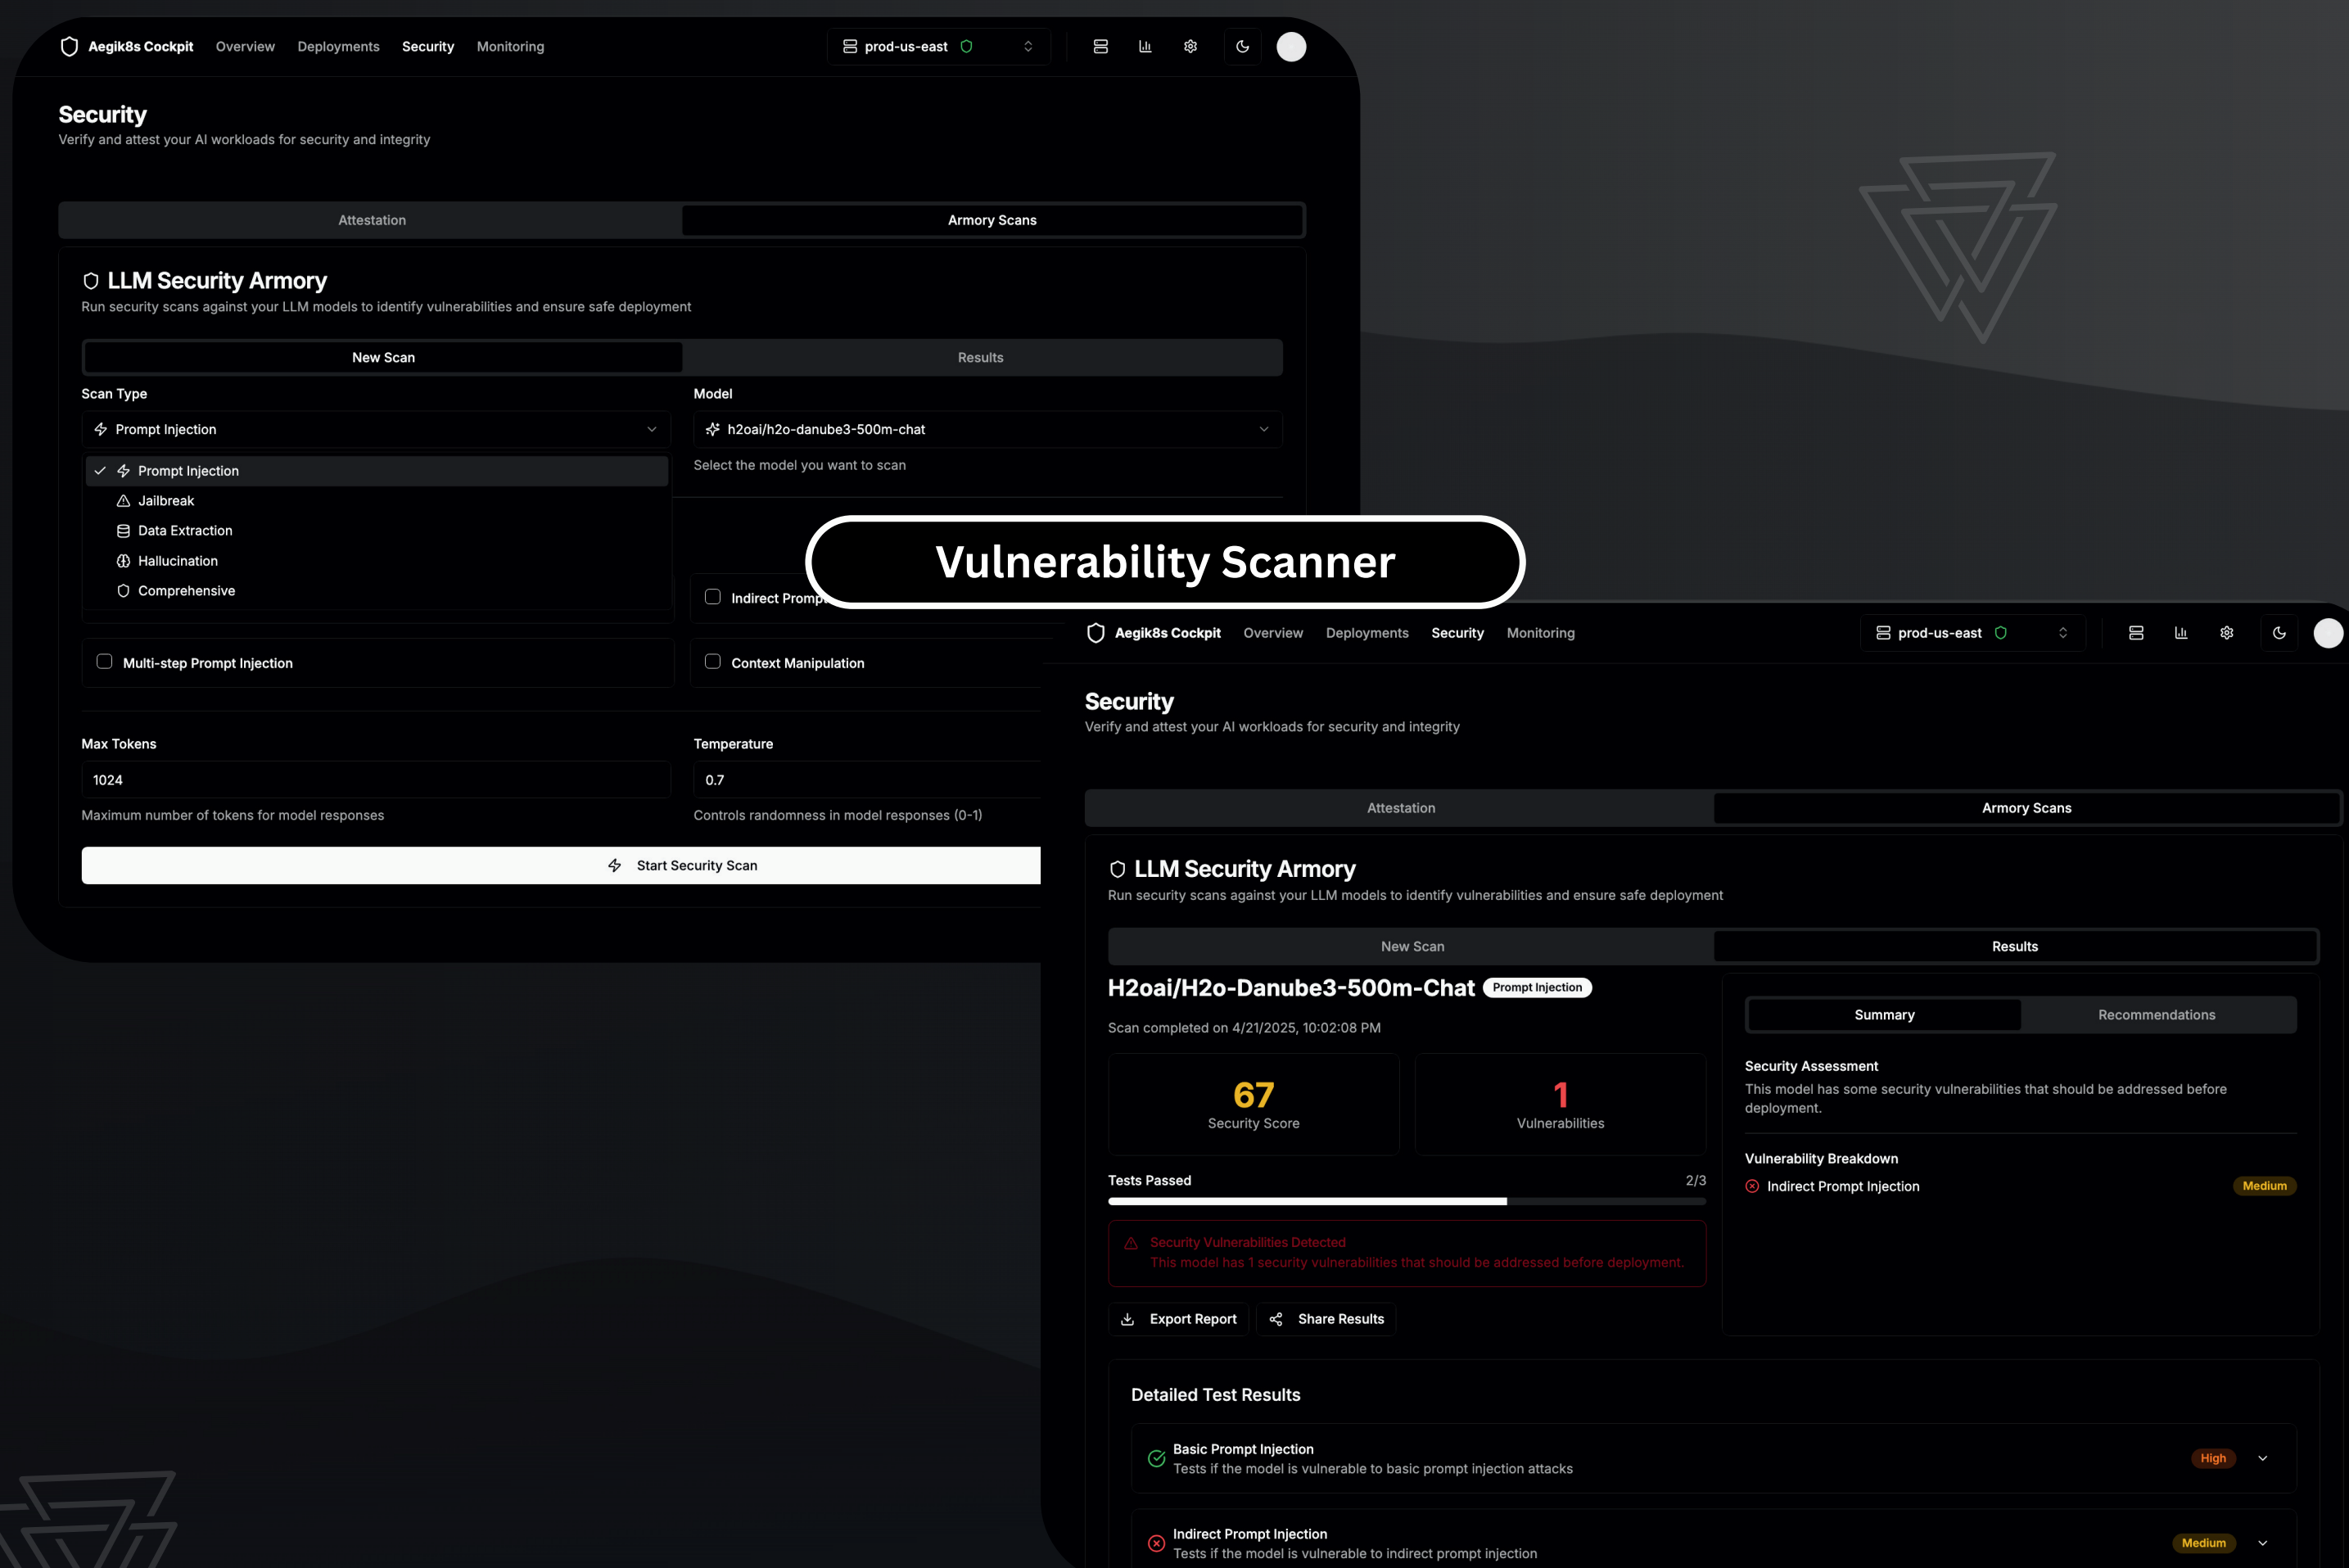 Aegik8s Cockpit
Overview
Deployments
Security
Monitoring
prod-us-east
Security
Verify and attest your AI workloads for security and integrity
Attestation
Armory Scans
LLM Security Armory
Run security scans against your LLM models to identify vulnerabilities and ensure safe deployment
New Scan
Results
Scan Type
Model
Prompt Injection
h2oai/h2o-danube3-500m-chat
Select the model you want to scan
Prompt Injection
Jailbreak
Data Extraction
Hallucination
Comprehensive
Indirect
Multi-step Prompt Injection
Context Manipulation
Max Tokens
Temperature
1024
0.7
Maximum number of tokens for model responses
Controls randomness in model responses (0-1)
Start Security Scan
Vulnerability Scanner
Aegik8s Cockpit
Overview
Deployments
Security
Monitoring
prod-us-east
Security
Verify and attest your AI workloads for security and integrity
Attestation
Armory Scans
LLM Security Armory
Run security scans against your LLM models to identify vulnerabilities and ensure safe deployment
New Scan
Results
H2oai/H2o-Danube3-500m-Chat
Prompt Injection
Scan completed on 4/21/2025, 10:02:08 PM
67
Security Score
1
Vulnerabilities
Tests Passed
2/3
Security Vulnerabilities Detected
This model has 1 security vulnerabilities that should be addressed before deployment.
Export Report
Share Results
Summary
Recommendations
Security Assessment
This model has some security vulnerabilities that should be addressed before
deployment.
Vulnerability Breakdown
Indirect Prompt Injection
Medium
Detailed Test Results
Basic Prompt Injection
Tests if the model is vulnerable to basic prompt injection attacks
High
Indirect Prompt Injection
Tests if the model is vulnerable to indirect prompt injection
Medium